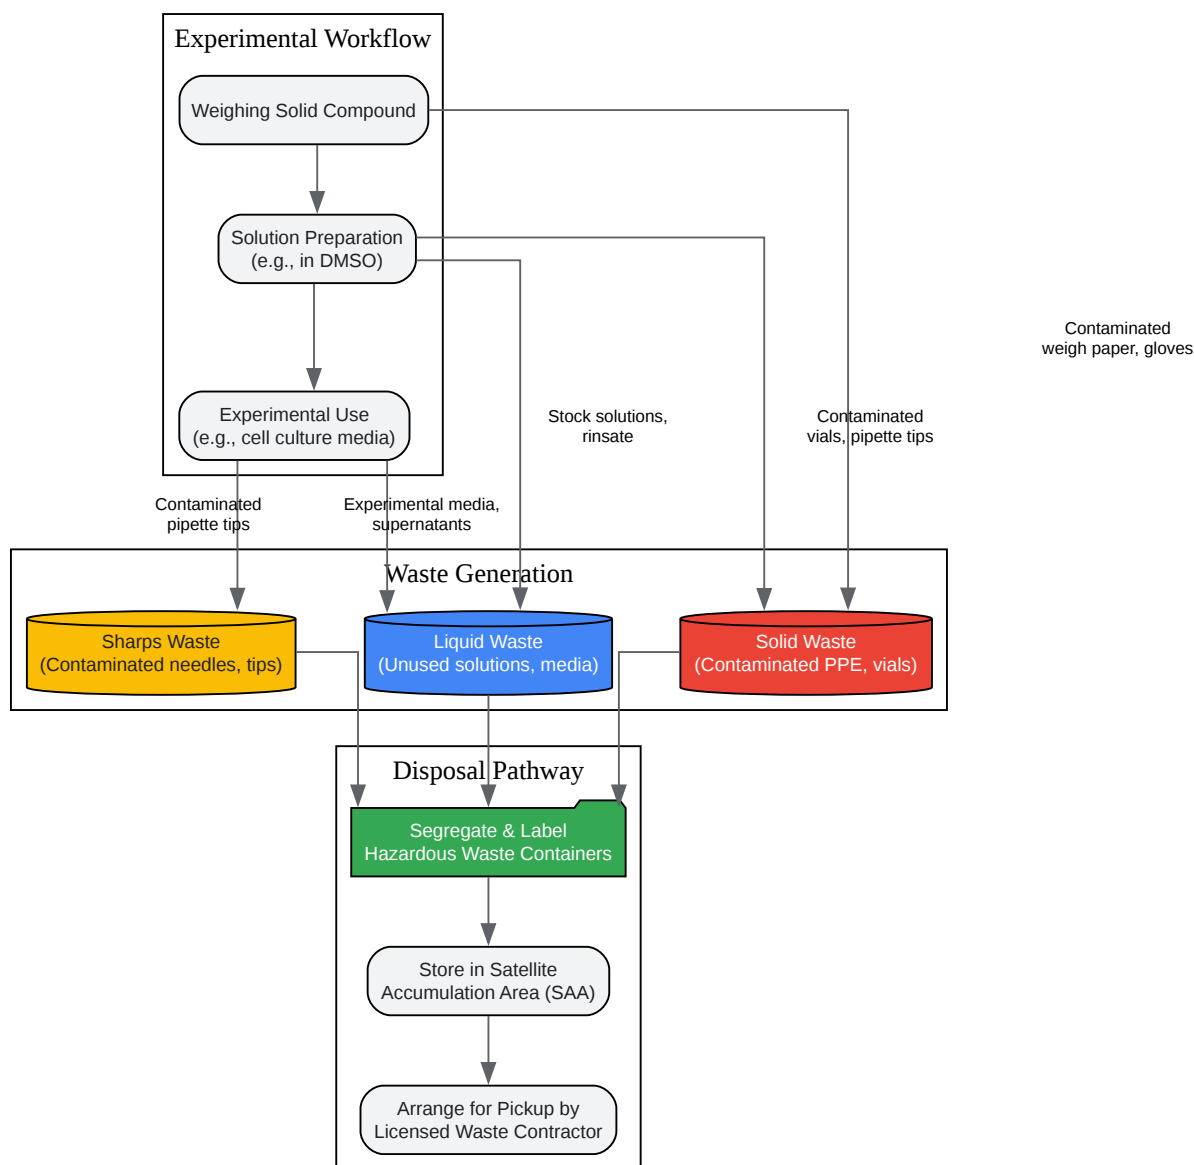 Experimental Workflow
Weighing Solid Compound
Solution Preparation
(e.g., in DMSO)
Contaminated
weigh paper, gloves
Experimental Use
(e.g., cell culture media)
Stock solutions,
rinsate
Contaminated
vials, pipette tips
Contaminated
pipette tips
Experimental media,
supernatants
Waste Generation
Sharps Waste
(Contaminated needles, tips)
Liquid Waste
(Unused solutions, media)
Solid Waste
(Contaminated PPE, vials)
Disposal Pathway
Segregate & Label
Hazardous Waste Containers
Store in Satellite
Accumulation Area (SAA)
Arrange for Pickup by
Licensed Waste Contractor